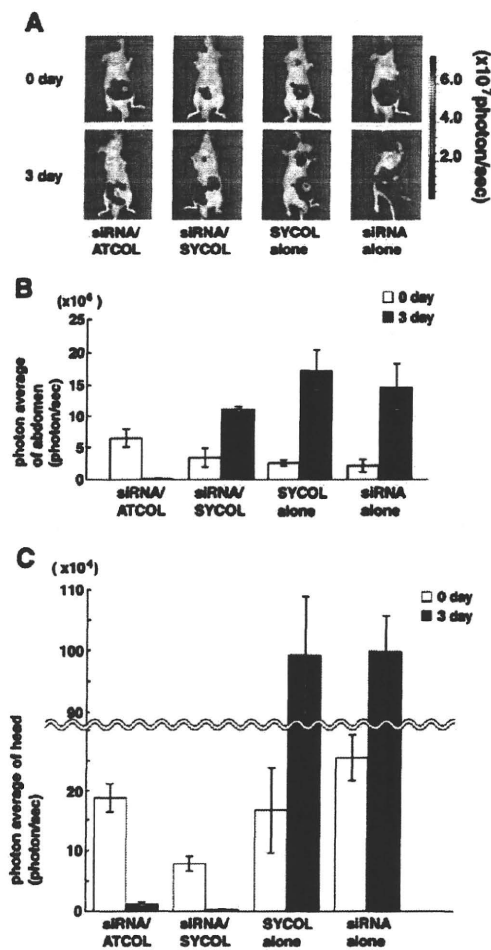 A
0 day
3 day
6.0
4.0
2.0
(x10⁷photon/sec)
siRNA/ATCOL
siRNA/SYCOL
SYCOL alone
siRNA alone
B
(x10⁶)
0 day
3 day
25
20
15
10
5
0
photon average of abdomen (photon/sec)
siRNA/ATCOL
siRNA/SYCOL
SYCOL alone
siRNA alone
C
(x10⁴)
0 day
3 day
110
100
90
20
10
0
photon average of head (photon/sec)
siRNA/ATCOL
siRNA/SYCOL
SYCOL alone
siRNA alone